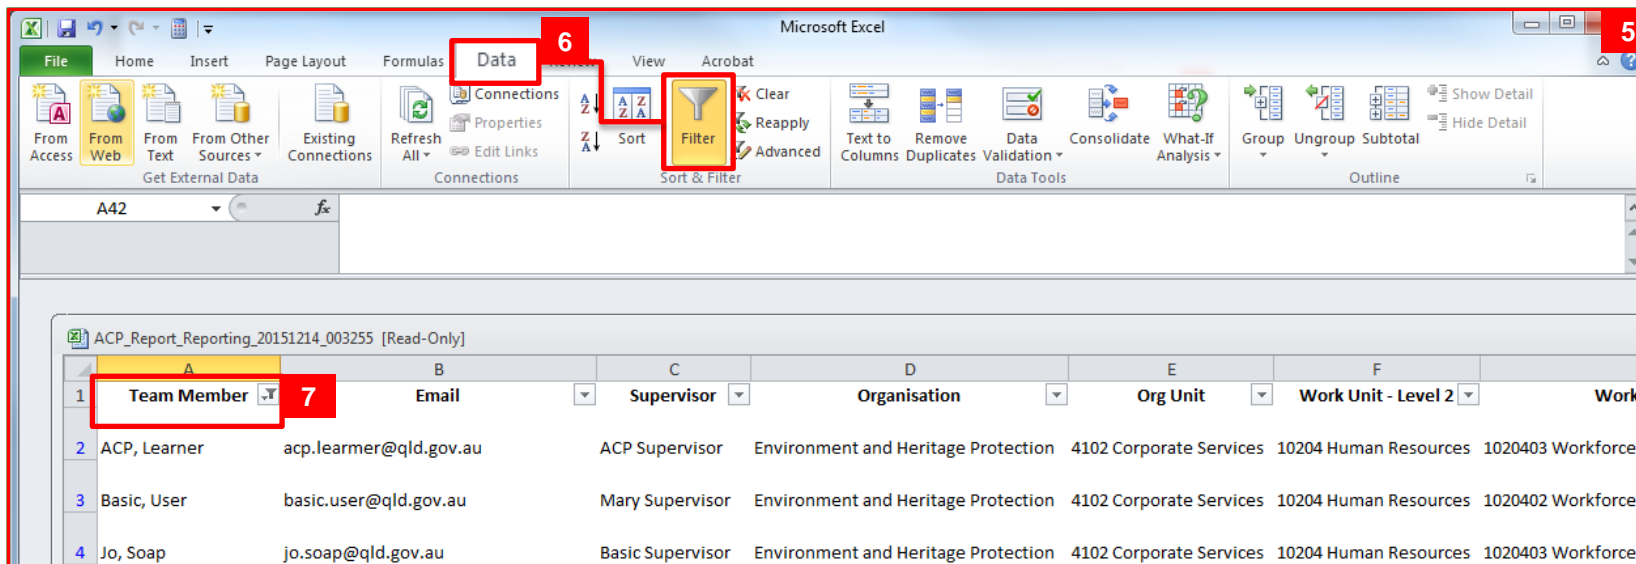 Microsoft Excel
5
6
File Home Insert Page Layout Formulas Data View Acrobat
Connections
Properties
Edit Links
Clear
Reapply
Advanced
Show Detail
Hide Detail
From Access
From Web
From Text
From Other Sources
Existing Connections
Refresh All
Sort
Filter
Text to Columns
Remove Duplicates
Data Validation
Consolidate
What-If Analysis
Group
Ungroup
Subtotal
Get External Data
Connections
Sort & Filter
Data Tools
Outline
A42
fx
ACP_Report_Reporting_20151214_003255 [Read-Only]
A B C D E F
1 Team Member 7 Email Supervisor Organisation Org Unit Work Unit - Level 2 Work
2 ACP, Learner acp.learmer@qld.gov.au ACP Supervisor Environment and Heritage Protection 4102 Corporate Services 10204 Human Resources 1020403 Workforce
3 Basic, User basic.user@qld.gov.au Mary Supervisor Environment and Heritage Protection 4102 Corporate Services 10204 Human Resources 1020402 Workforce
4 Jo, Soap jo.soap@qld.gov.au Basic Supervisor Environment and Heritage Protection 4102 Corporate Services 10204 Human Resources 1020403 Workforce